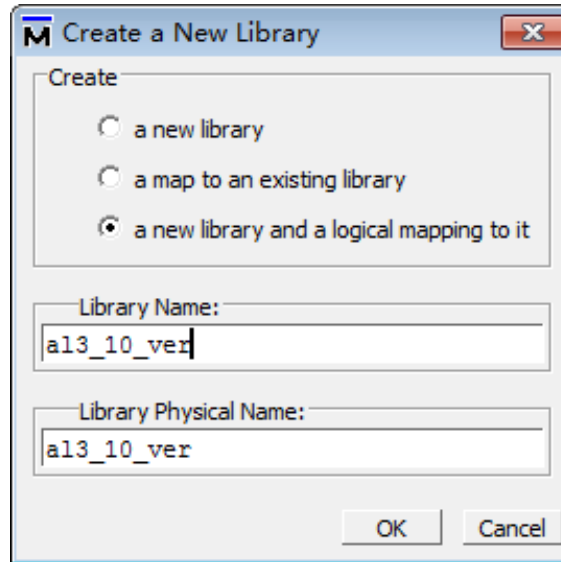 Create a New Library
Create
a new library
a map to an existing library
a new library and a logical mapping to it
Library Name:
al3_10_ver
Library Physical Name:
al3_10_ver
OK
Cancel